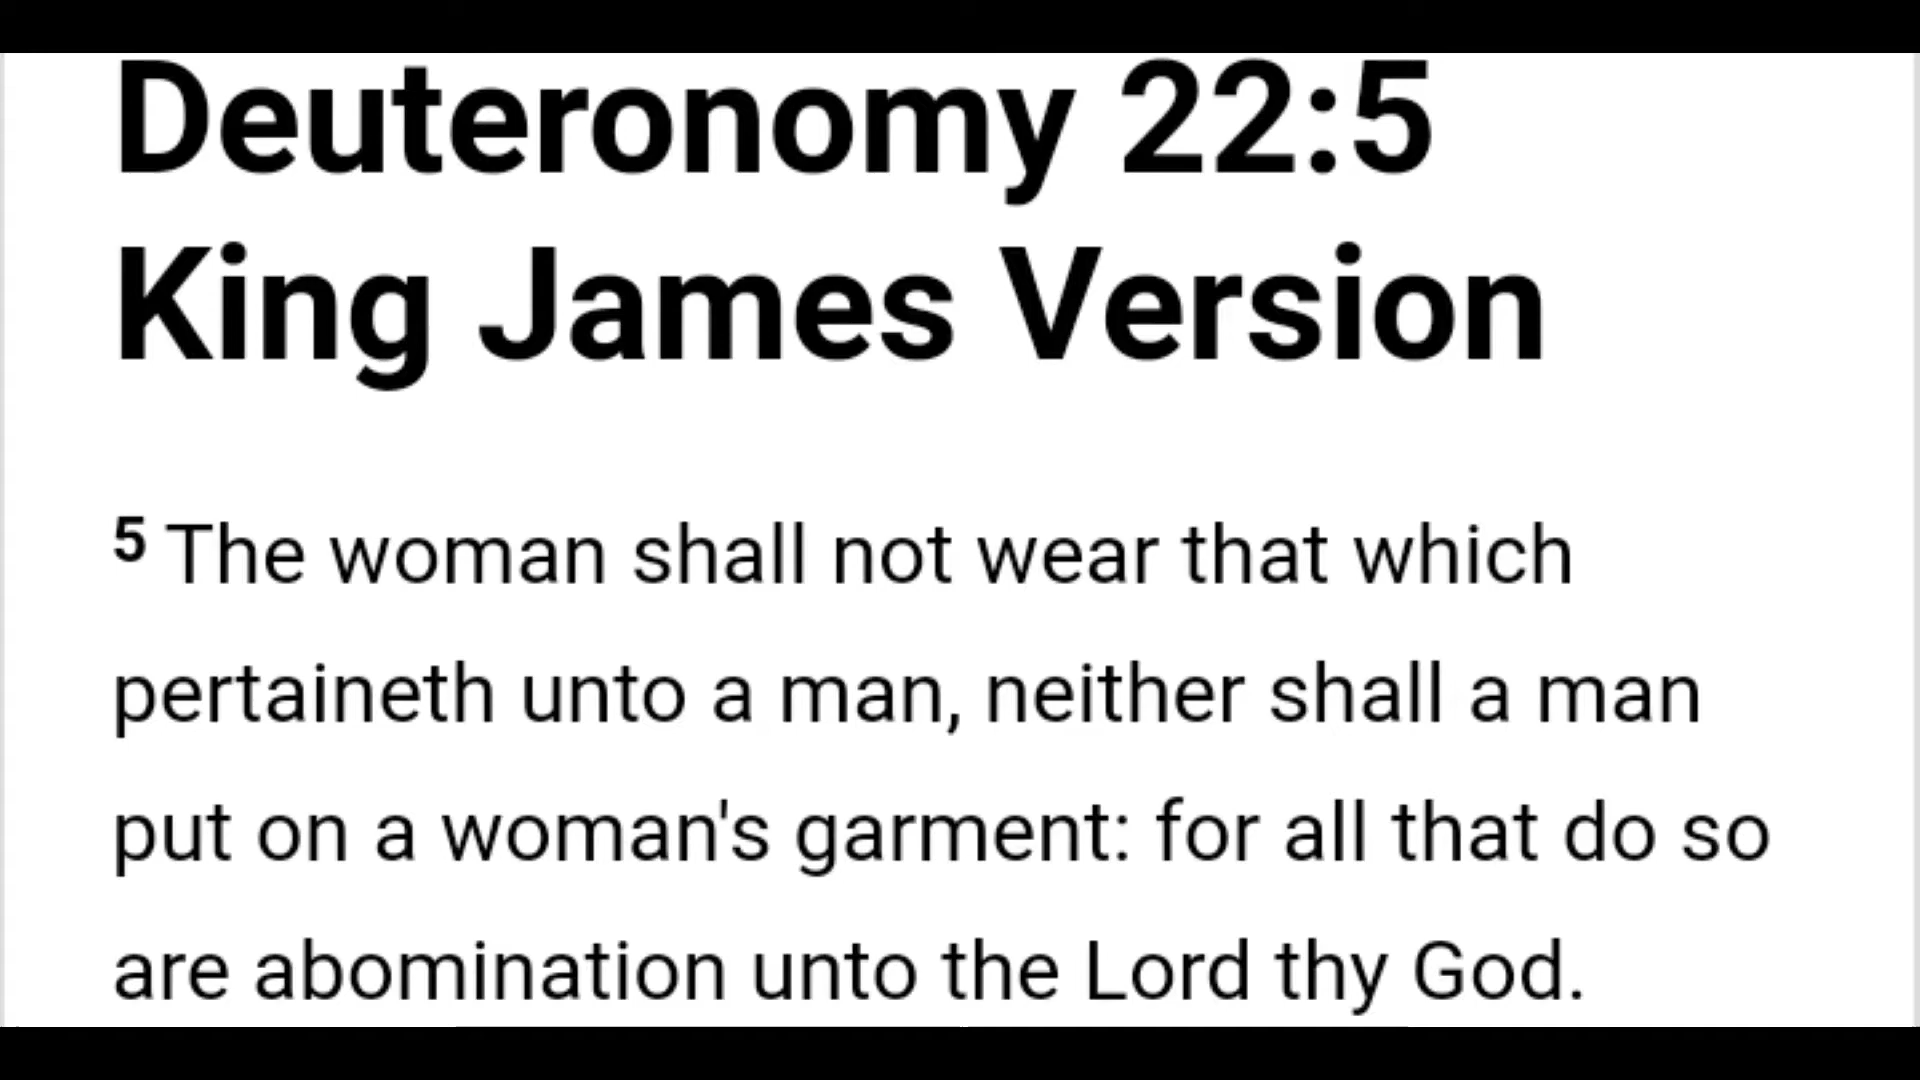 Deuteronomy 22:5
King James Version
5 The woman shall not wear that which
pertaineth unto a man, neither shall a man
put on a woman's garment: for all that do so
are abomination unto the Lord thy God.